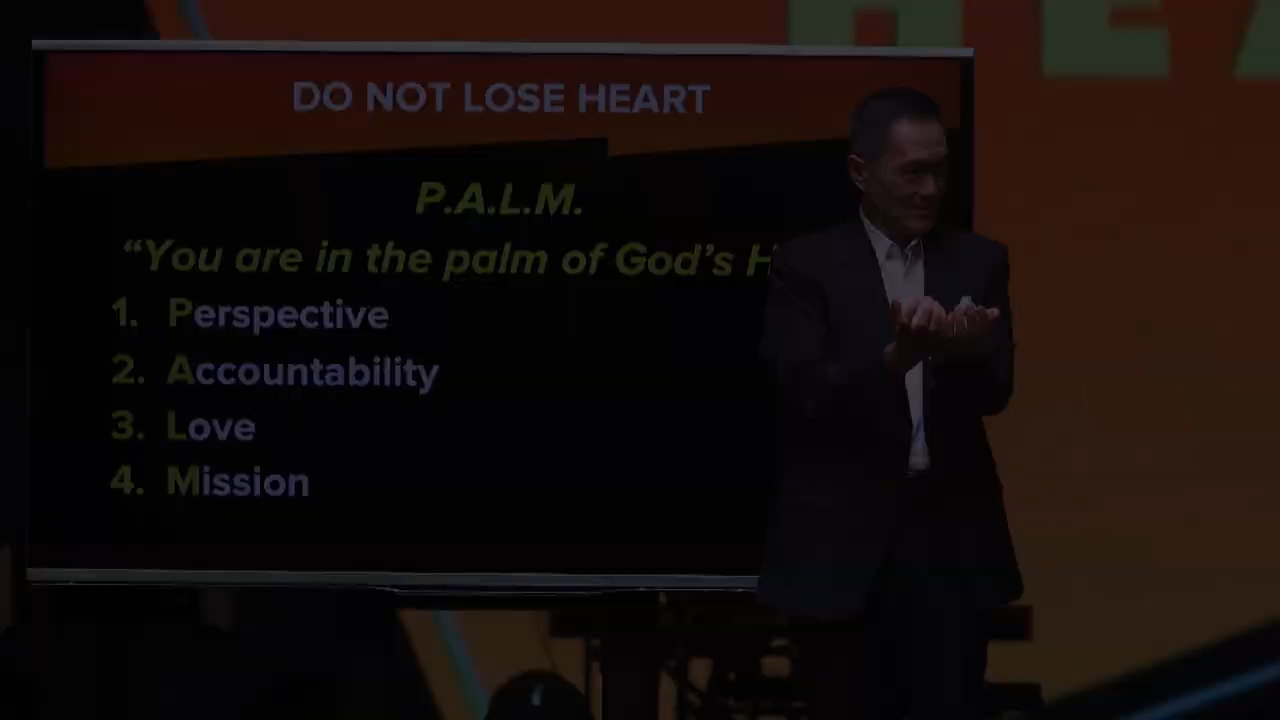 HEA
DO NOT LOSE HEART
P.A.L.M.
“You are in the palm of God’s H
1. Perspective
2. Accountability
3. Love
4. Mission